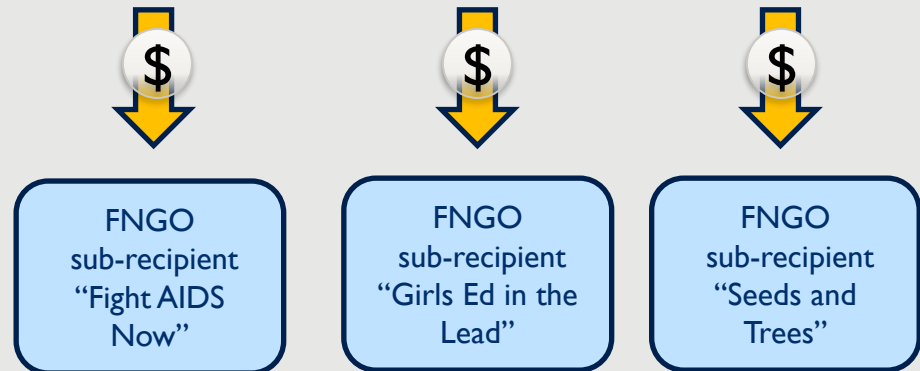 $
$
$
FNGO
sub-recipient
“Fight AIDS
Now”
FNGO
sub-recipient
“Girls Ed in the
Lead”
FNGO
sub-recipient
“Seeds and
Trees”